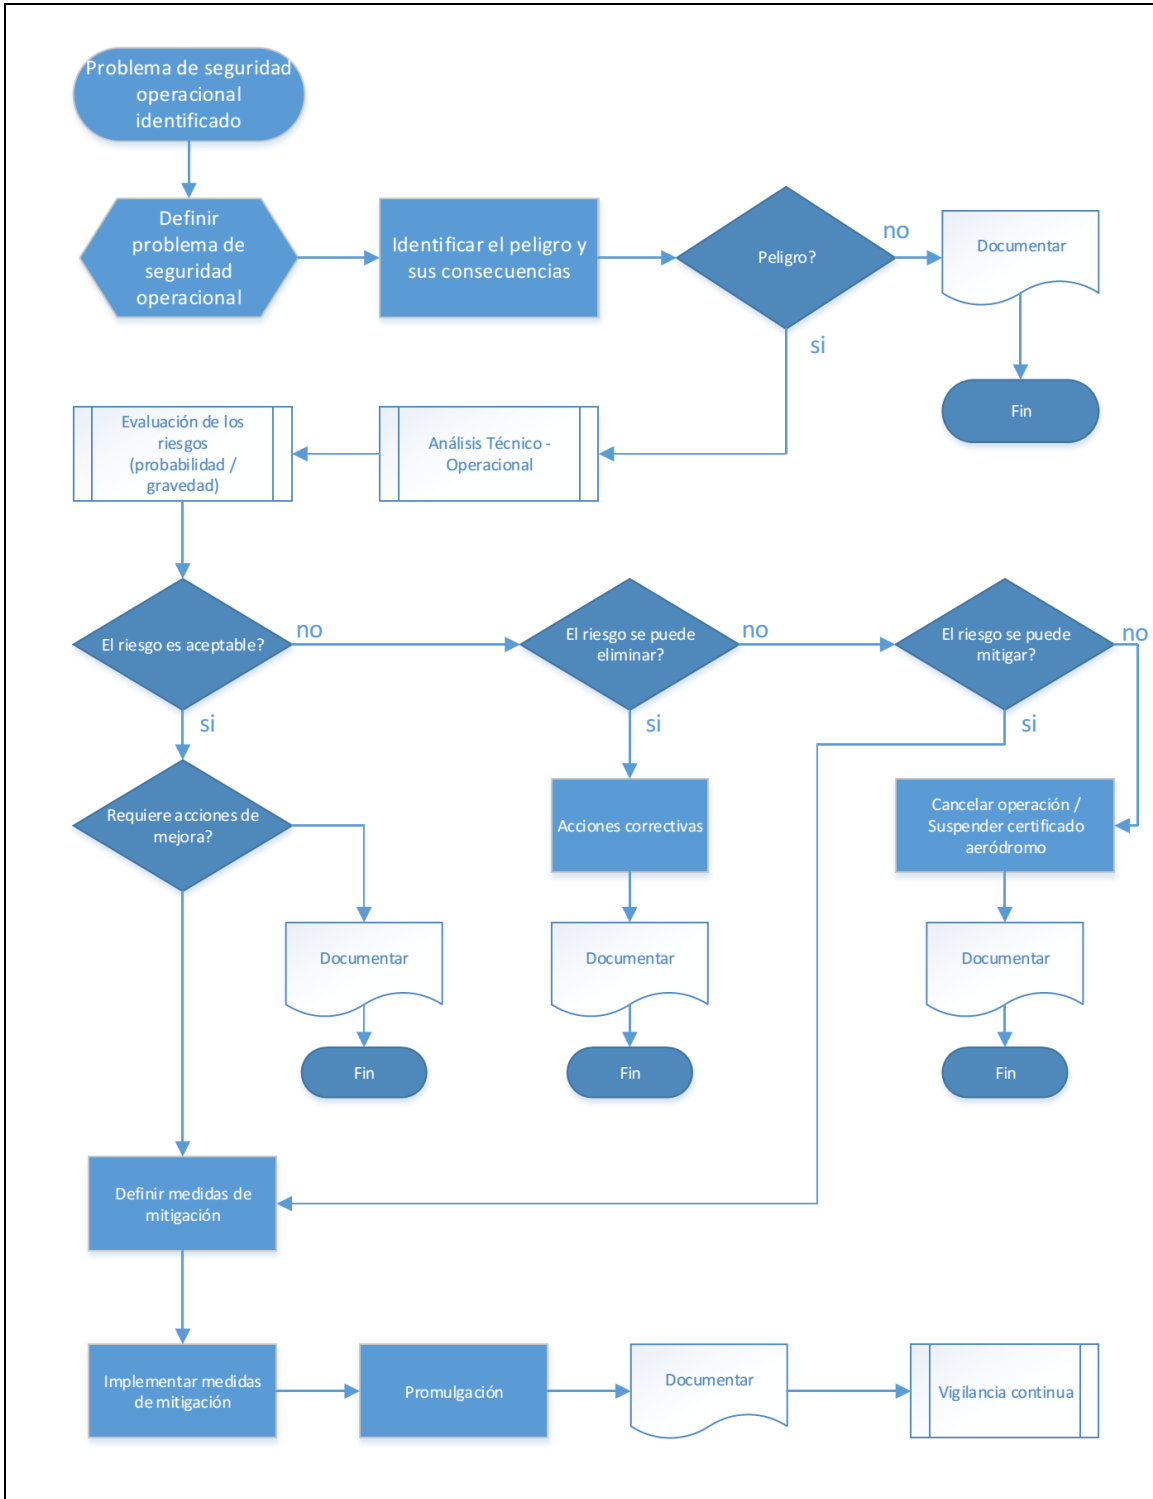 Problema de seguridad
operacional
identificado
Definir
problema de
seguridad
operacional
Identificar el peligro y
sus consecuencias
Peligro?
no
Documentar
si
Fin
Evaluación de los
riesgos
(probabilidad /
gravedad)
Análisis Técnico -
Operacional
El riesgo es aceptable?
no
El riesgo se puede
eliminar?
no
El riesgo se puede
mitigar?
no
si
si
si
Requiere acciones de
mejora?
Acciones correctivas
Cancelar operación /
Suspender certificado
aeródromo
Documentar
Documentar
Documentar
Fin
Fin
Fin
Definir medidas de
mitigación
Implementar medidas
de mitigación
Promulgación
Documentar
Vigilancia continua